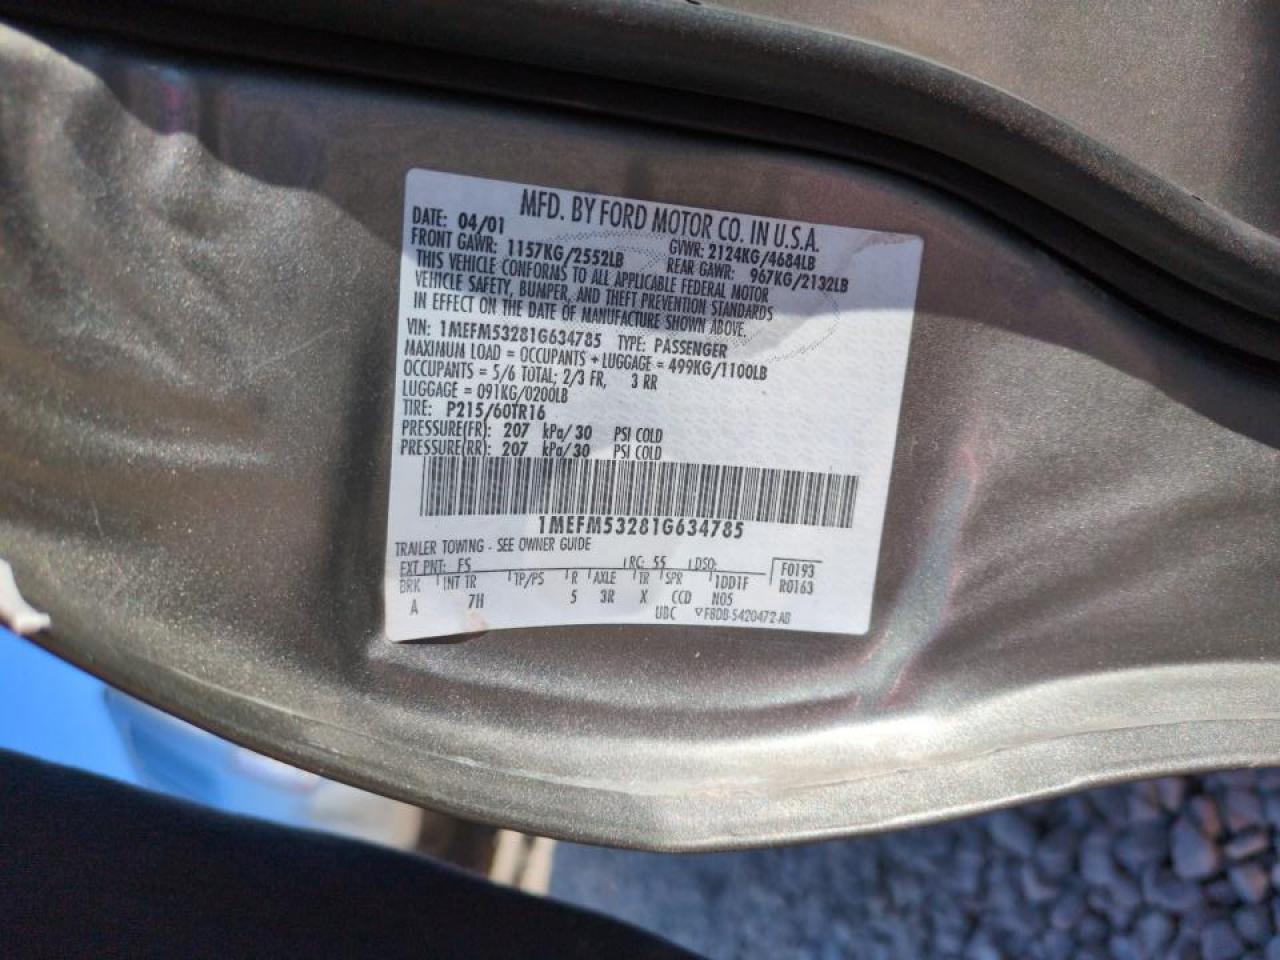 MFD. BY FORD MOTOR CO. IN U.S.A.
DATE: 04/01 GVWR: 2124KG/4684LB
FRONT GAWR: 1157KG/2552LB REAR GAWR: 967KG/2132LB
THIS VEHICLE CONFORMS TO ALL APPLICABLE FEDERAL MOTOR
VEHICLE SAFETY, BUMPER, AND THEFT PREVENTION STANDARDS
IN EFFECT ON THE DATE OF MANUFACTURE SHOWN ABOVE.
VIN: 1MEFM53281G634785 TYPE: PASSENGER
MAXIMUM LOAD = OCCUPANTS + LUGGAGE = 499KG/1100LB
OCCUPANTS = 5/6 TOTAL; 2/3 FR, 3 RR
LUGGAGE = 091KG/0200LB
TIRE: P215/60TR16
PRESSURE(FR): 207 kPa/30 PSI COLD
PRESSURE(RR): 207 kPa/30 PSI COLD
1MEFM53281G634785
TRAILER TOWING - SEE OWNER GUIDE
EXT PNT: FS RC: 55 DSO: F0193
BRK INT TR TP/PS R AXLE TR SPR 1DD1F R0163
A 7H 5 3R X CCD N05
UBC ▽F8DB-5420472-AB